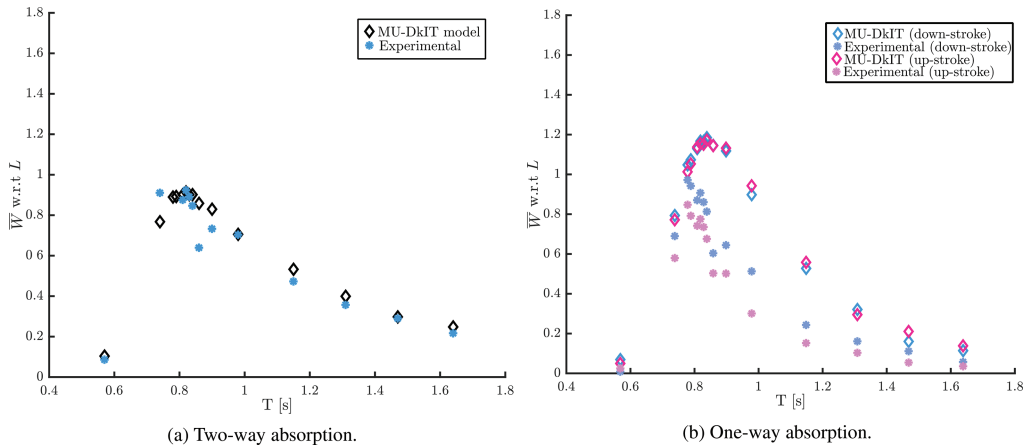 1.8
1.6
1.4
1.2
1
0.8
0.6
0.4
0.2
0
W w.r.t L
0.4 0.6 0.8 1 1.2 1.4 1.6 1.8
T [s]
MU-DkIT model
Experimental
(a) Two-way absorption.
1.8
1.6
1.4
1.2
1
0.8
0.6
0.4
0.2
0
W w.r.t L
0.4 0.6 0.8 1 1.2 1.4 1.6 1.8
T [s]
MU-DkIT (down-stroke)
Experimental (down-stroke)
MU-DkIT (up-stroke)
Experimental (up-stroke)
(b) One-way absorption.